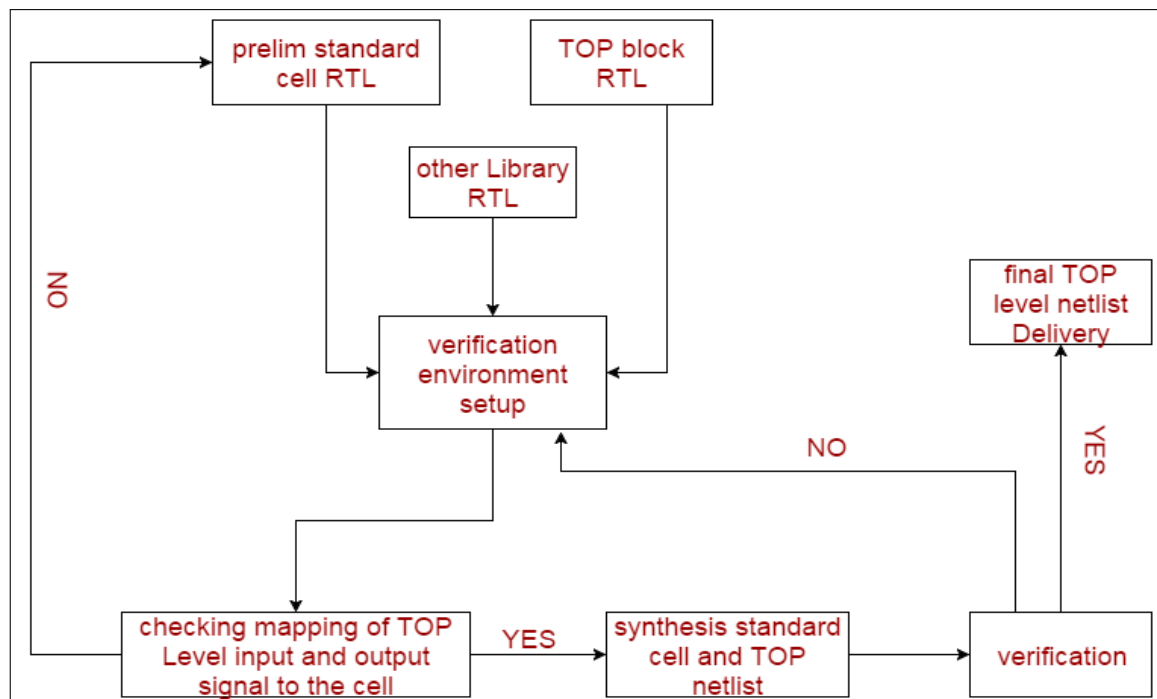 prelim standard
cell RTL
TOP block
RTL
other Library
RTL
NO
final TOP
level netlist
Delivery
verification
environment
setup
NO
YES
checking mapping of TOP
Level input and output
signal to the cell
YES
synthesis standard
cell and TOP
netlist
verification